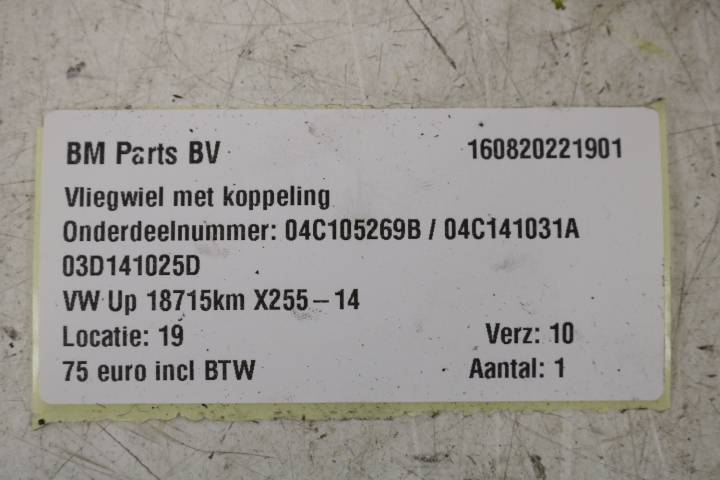 BM Parts BV 160820221901
Vliegwiel met koppeling
Onderdeelnummer: 04C105269B / 04C141031A
03D141025D
VW Up 18715km X255 – 14
Locatie: 19 Verz: 10
75 euro incl BTW Aantal: 1